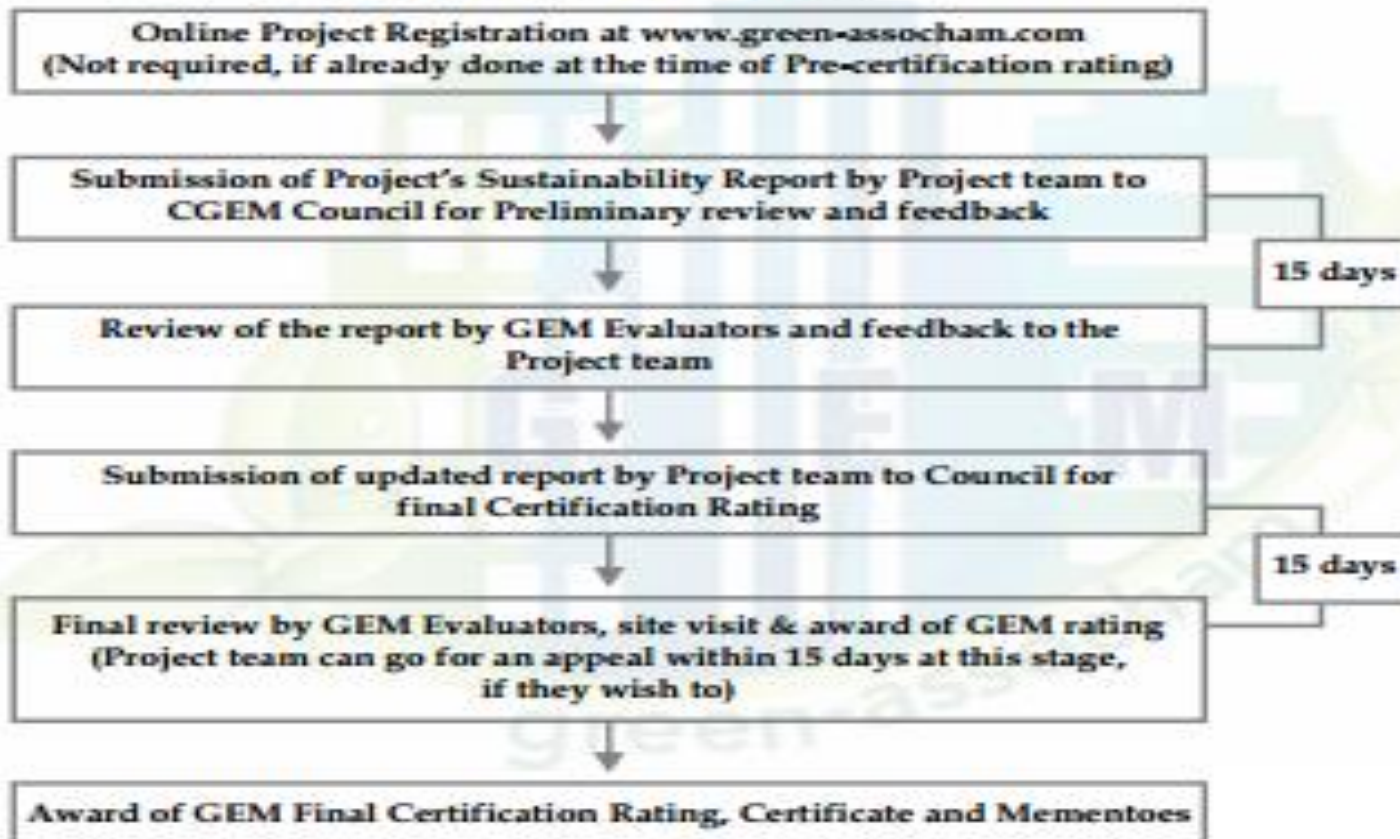 Online Project Registration at www.green-assocham.com
(Not required, if already done at the time of Pre-certification rating)
Submission of Project's Sustainability Report by Project team to
CGEM Council for Preliminary review and feedback
15 days
Review of the report by GEM Evaluators and feedback to the
Project team
Submission of updated report by Project team to Council for
final Certification Rating
15 days
Final review by GEM Evaluators, site visit & award of GEM rating
(Project team can go for an appeal within 15 days at this stage,
if they wish to)
Award of GEM Final Certification Rating, Certificate and Mementoes
G E M
green-assocham